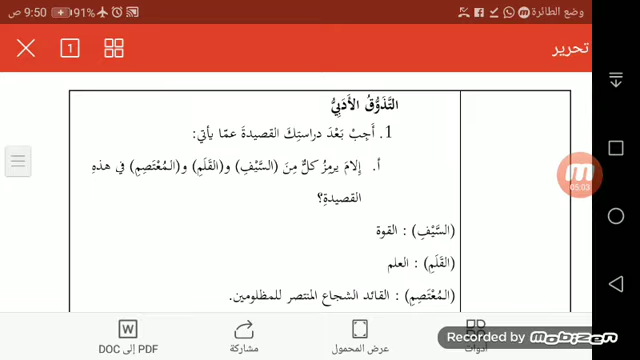 9:50 ص
91%
وضع الطائرة
تحرير
1
التَّذَوُّقُ الأَدَبِيُّ
1. أَجِبْ بَعْدَ دراستِكَ القصيدةَ عمّا يأتي:
أ. إلامَ يرمزُ كلٌّ مِنَ (السَّيْفِ) و(القَلَمِ) و(المُعْتَصِمِ) في هذهِ
القصيدةِ؟
(السَّيْفِ) : القوة
(القَلَمِ) : العلم
(المُعْتَصِمِ) : القائد الشجاع المنتصر للمظلومين.
05:03
PDF إلى DOC
مشاركة
عرض المحمول
أدوات
Recorded by mobizen